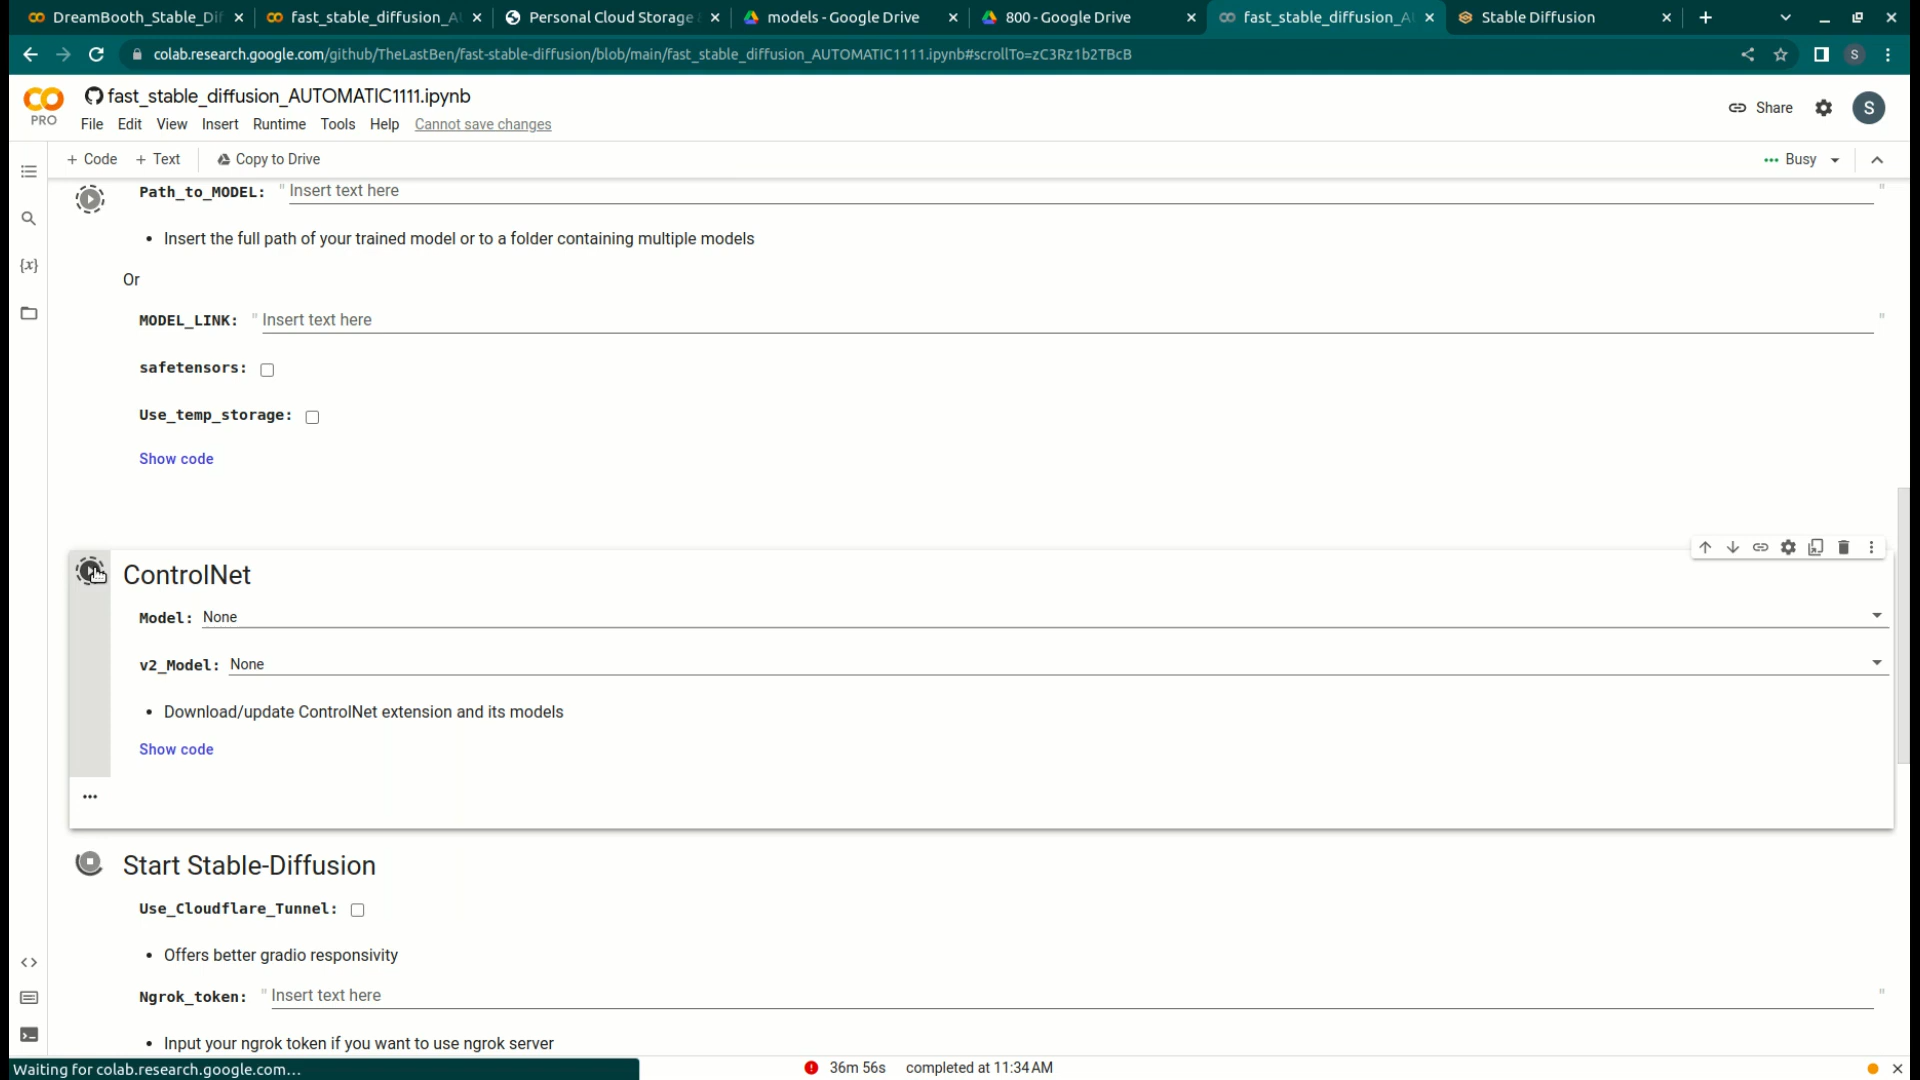 DreamBooth_Stable_Dif
fast_stable_diffusion_AU
Personal Cloud Storage
models - Google Drive
800 - Google Drive
fast_stable_diffusion_AU
Stable Diffusion
colab.research.google.com/github/TheLastBen/fast-stable-diffusion/blob/main/fast_stable_diffusion_AUTOMATIC1111.ipynb#scrollTo=zC3Rz1b2TBcB
S
PRO
fast_stable_diffusion_AUTOMATIC1111.ipynb
File Edit View Insert Runtime Tools Help Cannot save changes
Share
S
+ Code + Text Copy to Drive
Busy
Path_to_MODEL: " Insert text here "
• Insert the full path of your trained model or to a folder containing multiple models
{x}
Or
MODEL_LINK: " Insert text here "
safetensors:
Use_temp_storage:
Show code
ControlNet
Model: None
v2_Model: None
• Download/update ControlNet extension and its models
Show code
Start Stable-Diffusion
Use_Cloudflare_Tunnel:
• Offers better gradio responsivity
Ngrok_token: " Insert text here "
• Input your ngrok token if you want to use ngrok server
Waiting for colab.research.google.com...
36m 56s completed at 11:34 AM